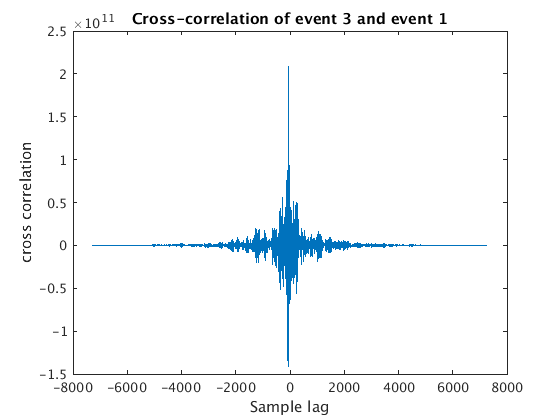 ×10^11
Cross-correlation of event 3 and event 1
2.5
2
1.5
1
0.5
0
-0.5
-1
-1.5
cross correlation
-8000 -6000 -4000 -2000 0 2000 4000 6000 8000
Sample lag